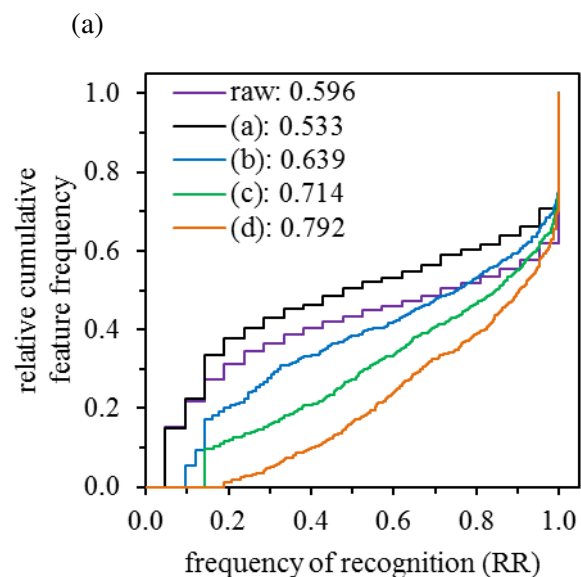 (a)
1.0
0.8
0.6
0.4
0.2
0.0
relative cumulative
feature frequency
raw: 0.596
(a): 0.533
(b): 0.639
(c): 0.714
(d): 0.792
0.0 0.2 0.4 0.6 0.8 1.0
frequency of recognition (RR)